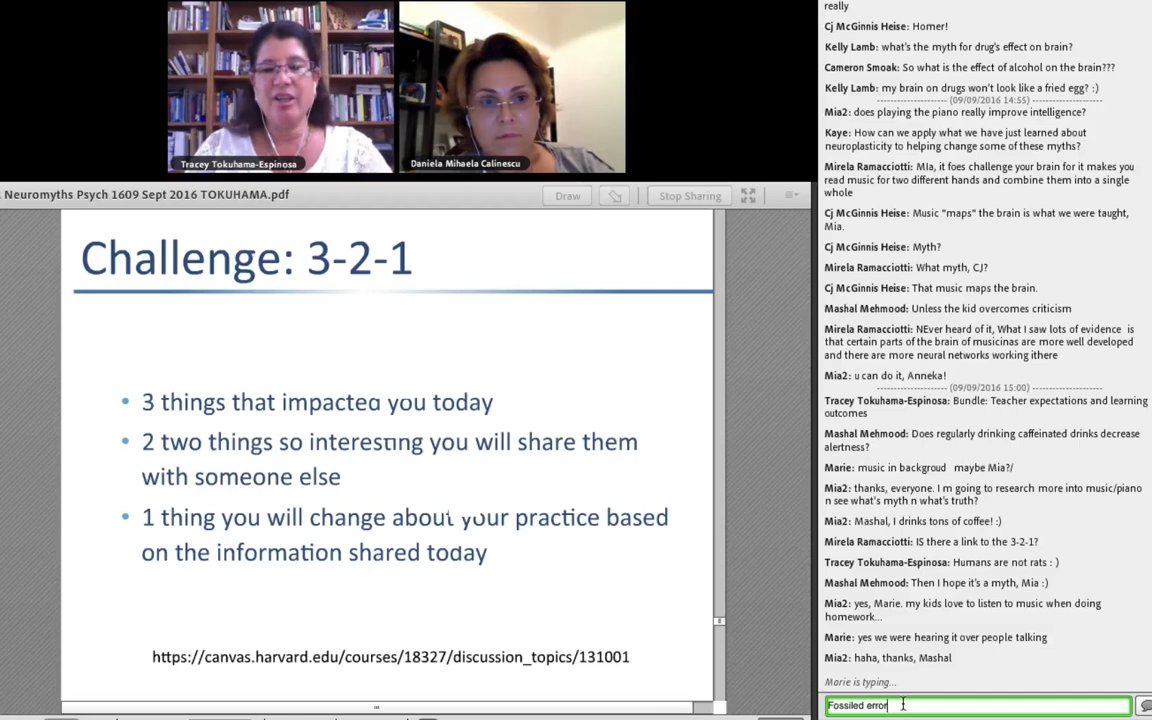 Tracey Tokuhama-Espinosa
Daniela Mihaela Calinescu
Neuromyths Psych 1609 Sept 2016 TOKUHAMA.pdf
Draw
Stop Sharing
Challenge: 3-2-1
• 3 things that impacted you today
• 2 two things so interesting you will share them
with someone else
• 1 thing you will change about your practice based
on the information shared today
https://canvas.harvard.edu/courses/18327/discussion_topics/131001
really
Cj McGinnis Heise: Homer!
Kelly Lamb: what's the myth for drug's effect on brain?
Cameron Smoak: So what is the effect of alcohol on the brain???
Kelly Lamb: my brain on drugs won't look like a fried egg? :)
(09/09/2016 14:55)
Mia2: does playing the piano really improve intelligence?
Kaye: How can we apply what we have just learned about
neuroplasticity to helping change some of these myths?
Mirela Ramacciotti: MIa, it foes challenge your brain for it makes you
read music for two different hands and combine them into a single
whole
Cj McGinnis Heise: Music "maps" the brain is what we were taught,
Mia.
Cj McGinnis Heise: Myth?
Mirela Ramacciotti: What myth, CJ?
Cj McGinnis Heise: That music maps the brain.
Mashal Mehmood: Unless the kid overcomes criticism
Mirela Ramacciotti: NEver heard of it, What I saw lots of evidence is
that certain parts of the brain of musicinas are more well developed
and there are more neural networks working ithere
Mia2: u can do it, Anneka!
(09/09/2016 15:00)
Tracey Tokuhama-Espinosa: Bundle: Teacher expectations and learning
outcomes
Mashal Mehmood: Does regularly drinking caffeinated drinks decrease
alertness?
Marie: music in backgroud maybe Mia?/
Mia2: thanks, everyone. I m going to research more into music/piano
n see what's myth n what's truth?
Mia2: Mashal, I drinks tons of coffee! :)
Mirela Ramacciotti: IS there a link to the 3-2-1?
Tracey Tokuhama-Espinosa: Humans are not rats : )
Mashal Mehmood: Then I hope it's a myth, Mia :)
Mia2: yes, Marie. my kids love to listen to music when doing
homework...
Marie: yes we were hearing it over people talking
Mia2: haha, thanks, Mashal
Marie is typing...
Fossiled error